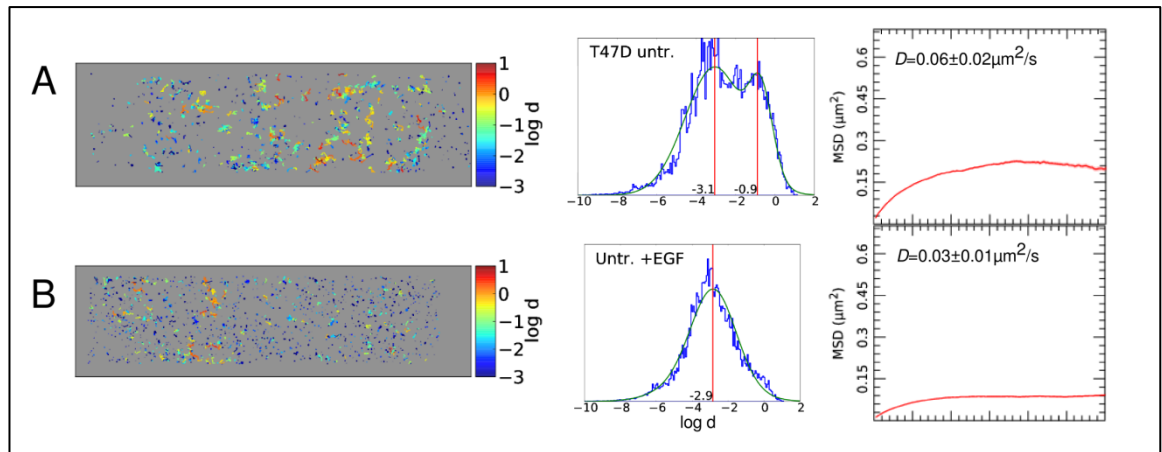 A
1
0
−1
−2
−3
log d
T47D untr.
-3.1
-0.9
−10 −8 −6 −4 −2 0 2
D=0.06±0.02µm²/s
MSD (µm²)
0.6
0.45
0.3
0.15
B
1
0
−1
−2
−3
log d
Untr. +EGF
-2.9
−10 −8 −6 −4 −2 0 2
log d
D=0.03±0.01µm²/s
MSD (µm²)
0.6
0.45
0.3
0.15